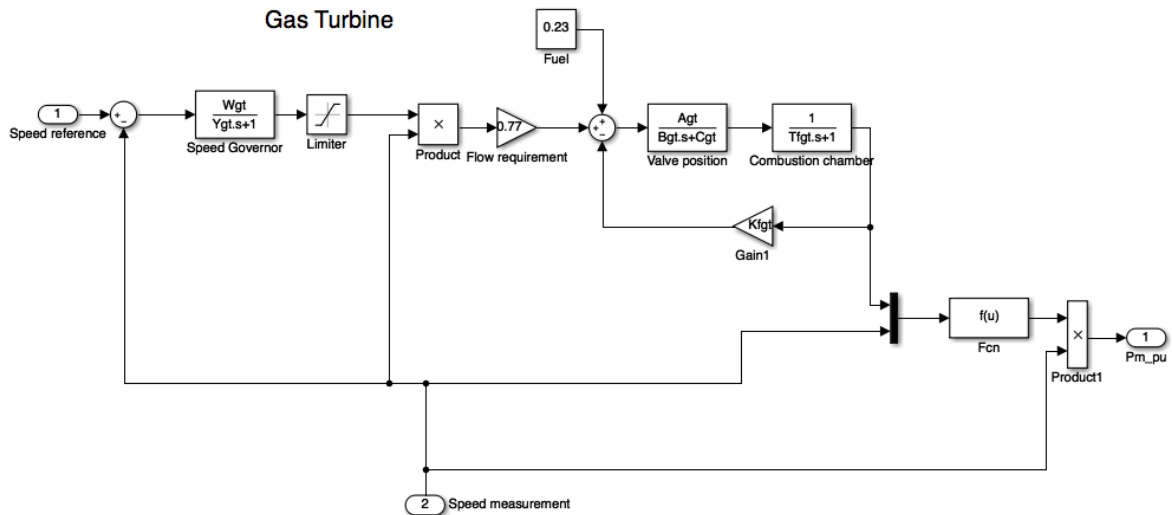 Gas Turbine
0.23
Fuel
1
Speed reference
+
−
Wgt
Ygt.s+1
Speed Governor
Limiter
×
Product
0.77
Flow requirement
+
+
−
Agt
Bgt.s+Cgt
Valve position
1
Tfgt.s+1
Combustion chamber
Kfgt
Gain1
f(u)
Fcn
×
Product1
1
Pm_pu
2
Speed measurement